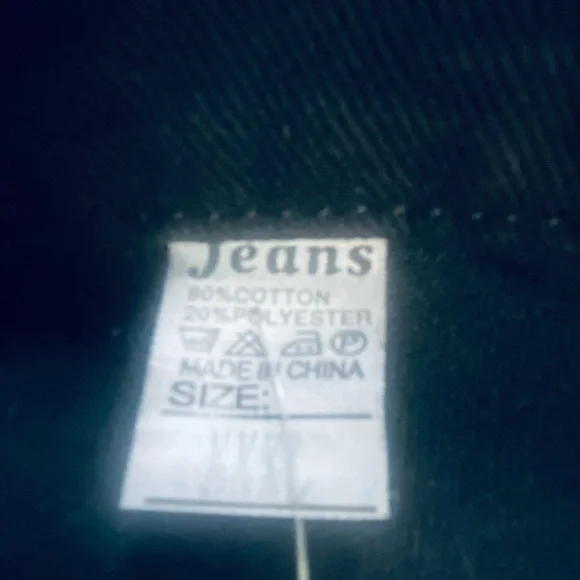 Jeans
80%COTTON
20%POLYESTER
P
MADE IN CHINA
SIZE: